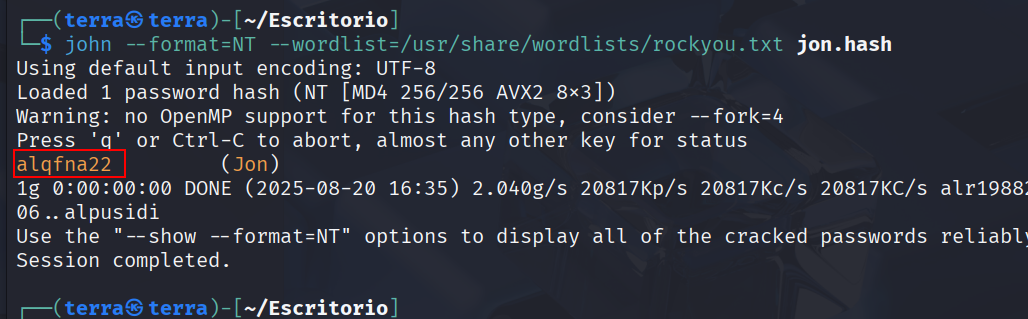 ┌──(terra㉿terra)-[~/Escritorio]
└─$ john --format=NT --wordlist=/usr/share/wordlists/rockyou.txt jon.hash
Using default input encoding: UTF-8
Loaded 1 password hash (NT [MD4 256/256 AVX2 8×3])
Warning: no OpenMP support for this hash type, consider --fork=4
Press 'q' or Ctrl-C to abort, almost any other key for status
alqfna22 (Jon)
1g 0:00:00:00 DONE (2025-08-20 16:35) 2.040g/s 20817Kp/s 20817Kc/s 20817KC/s alr19882
06..alpusidi
Use the "--show --format=NT" options to display all of the cracked passwords reliably
Session completed.
┌──(terra㉿terra)-[~/Escritorio]